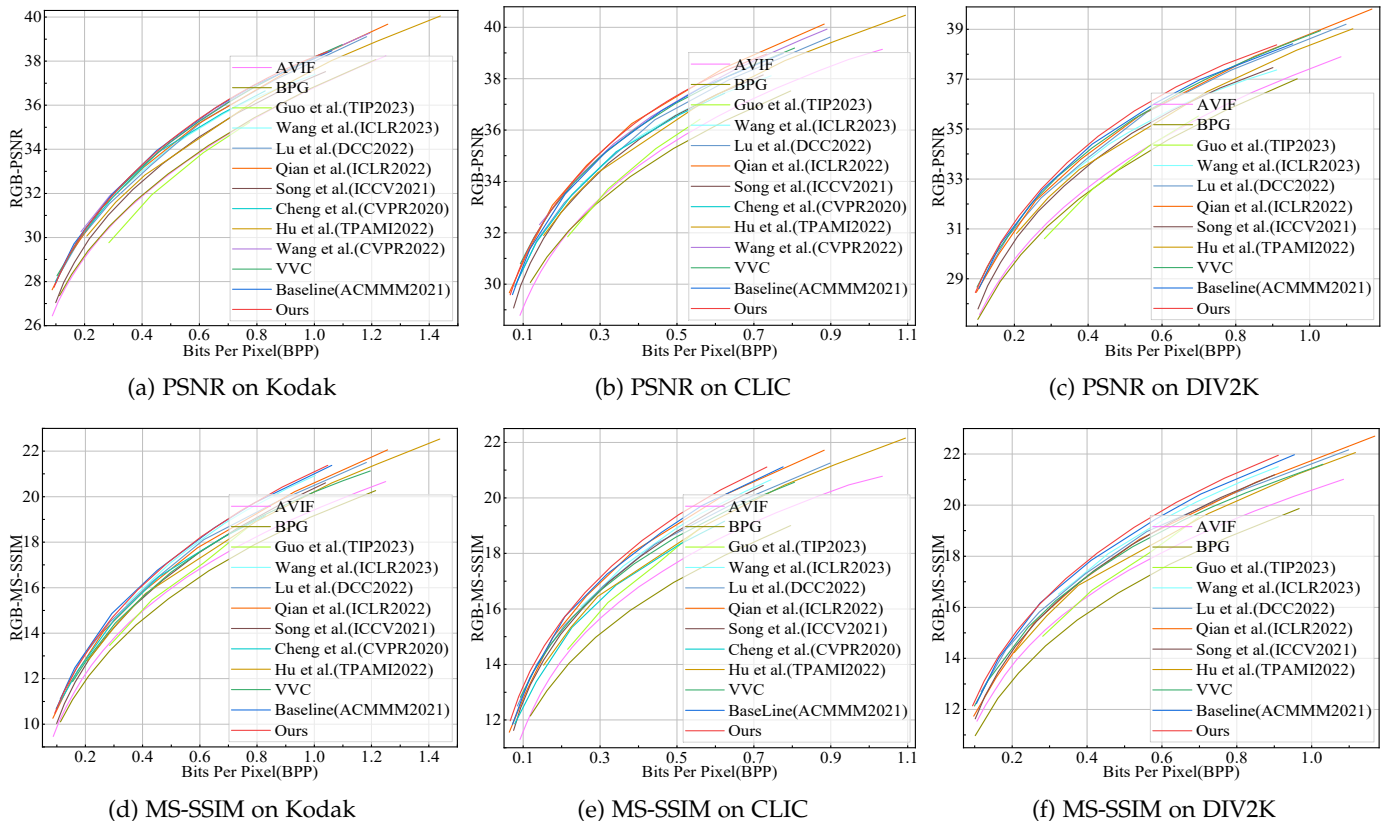 40
38
36
34
32
30
28
26
RGB-PSNR
0.2 0.4 0.6 0.8 1.0 1.2 1.4
Bits Per Pixel(BPP)
AVIF
BPG
Guo et al.(TIP2023)
Wang et al.(ICLR2023)
Lu et al.(DCC2022)
Qian et al.(ICLR2022)
Song et al.(ICCV2021)
Cheng et al.(CVPR2020)
Hu et al.(TPAMI2022)
Wang et al.(CVPR2022)
VVC
Baseline(ACMMM2021)
Ours
(a) PSNR on Kodak
40
38
36
34
32
30
RGB-PSNR
0.1 0.3 0.5 0.7 0.9 1.1
Bits Per Pixel(BPP)
AVIF
BPG
Guo et al.(TIP2023)
Wang et al.(ICLR2023)
Lu et al.(DCC2022)
Qian et al.(ICLR2022)
Song et al.(ICCV2021)
Cheng et al.(CVPR2020)
Hu et al.(TPAMI2022)
Wang et al.(CVPR2022)
VVC
Baseline(ACMMM2021)
Ours
(b) PSNR on CLIC
39
37
35
33
31
29
RGB-PSNR
0.2 0.4 0.6 0.8 1.0
Bits Per Pixel(BPP)
AVIF
BPG
Guo et al.(TIP2023)
Wang et al.(ICLR2023)
Lu et al.(DCC2022)
Qian et al.(ICLR2022)
Song et al.(ICCV2021)
Hu et al.(TPAMI2022)
VVC
Baseline(ACMMM2021)
Ours
(c) PSNR on DIV2K
22
20
18
16
14
12
10
RGB-MS-SSIM
0.2 0.4 0.6 0.8 1.0 1.2 1.4
Bits Per Pixel(BPP)
AVIF
BPG
Guo et al.(TIP2023)
Wang et al.(ICLR2023)
Lu et al.(DCC2022)
Qian et al.(ICLR2022)
Song et al.(ICCV2021)
Cheng et al.(CVPR2020)
Hu et al.(TPAMI2022)
VVC
Baseline(ACMMM2021)
Ours
(d) MS-SSIM on Kodak
22
20
18
16
14
12
RGB-MS-SSIM
0.1 0.3 0.5 0.7 0.9 1.1
Bits Per Pixel(BPP)
AVIF
BPG
Guo et al.(TIP2023)
Wang et al.(ICLR2023)
Lu et al.(DCC2022)
Qian et al.(ICLR2022)
Song et al.(ICCV2021)
Cheng et al.(CVPR2020)
Hu et al.(TPAMI2022)
VVC
BaseLine(ACMMM2021)
Ours
(e) MS-SSIM on CLIC
22
20
18
16
14
12
RGB-MS-SSIM
0.2 0.4 0.6 0.8 1.0
Bits Per Pixel(BPP)
AVIF
BPG
Guo et al.(TIP2023)
Wang et al.(ICLR2023)
Lu et al.(DCC2022)
Qian et al.(ICLR2022)
Song et al.(ICCV2021)
Hu et al.(TPAMI2022)
VVC
Baseline(ACMMM2021)
Ours
(f) MS-SSIM on DIV2K